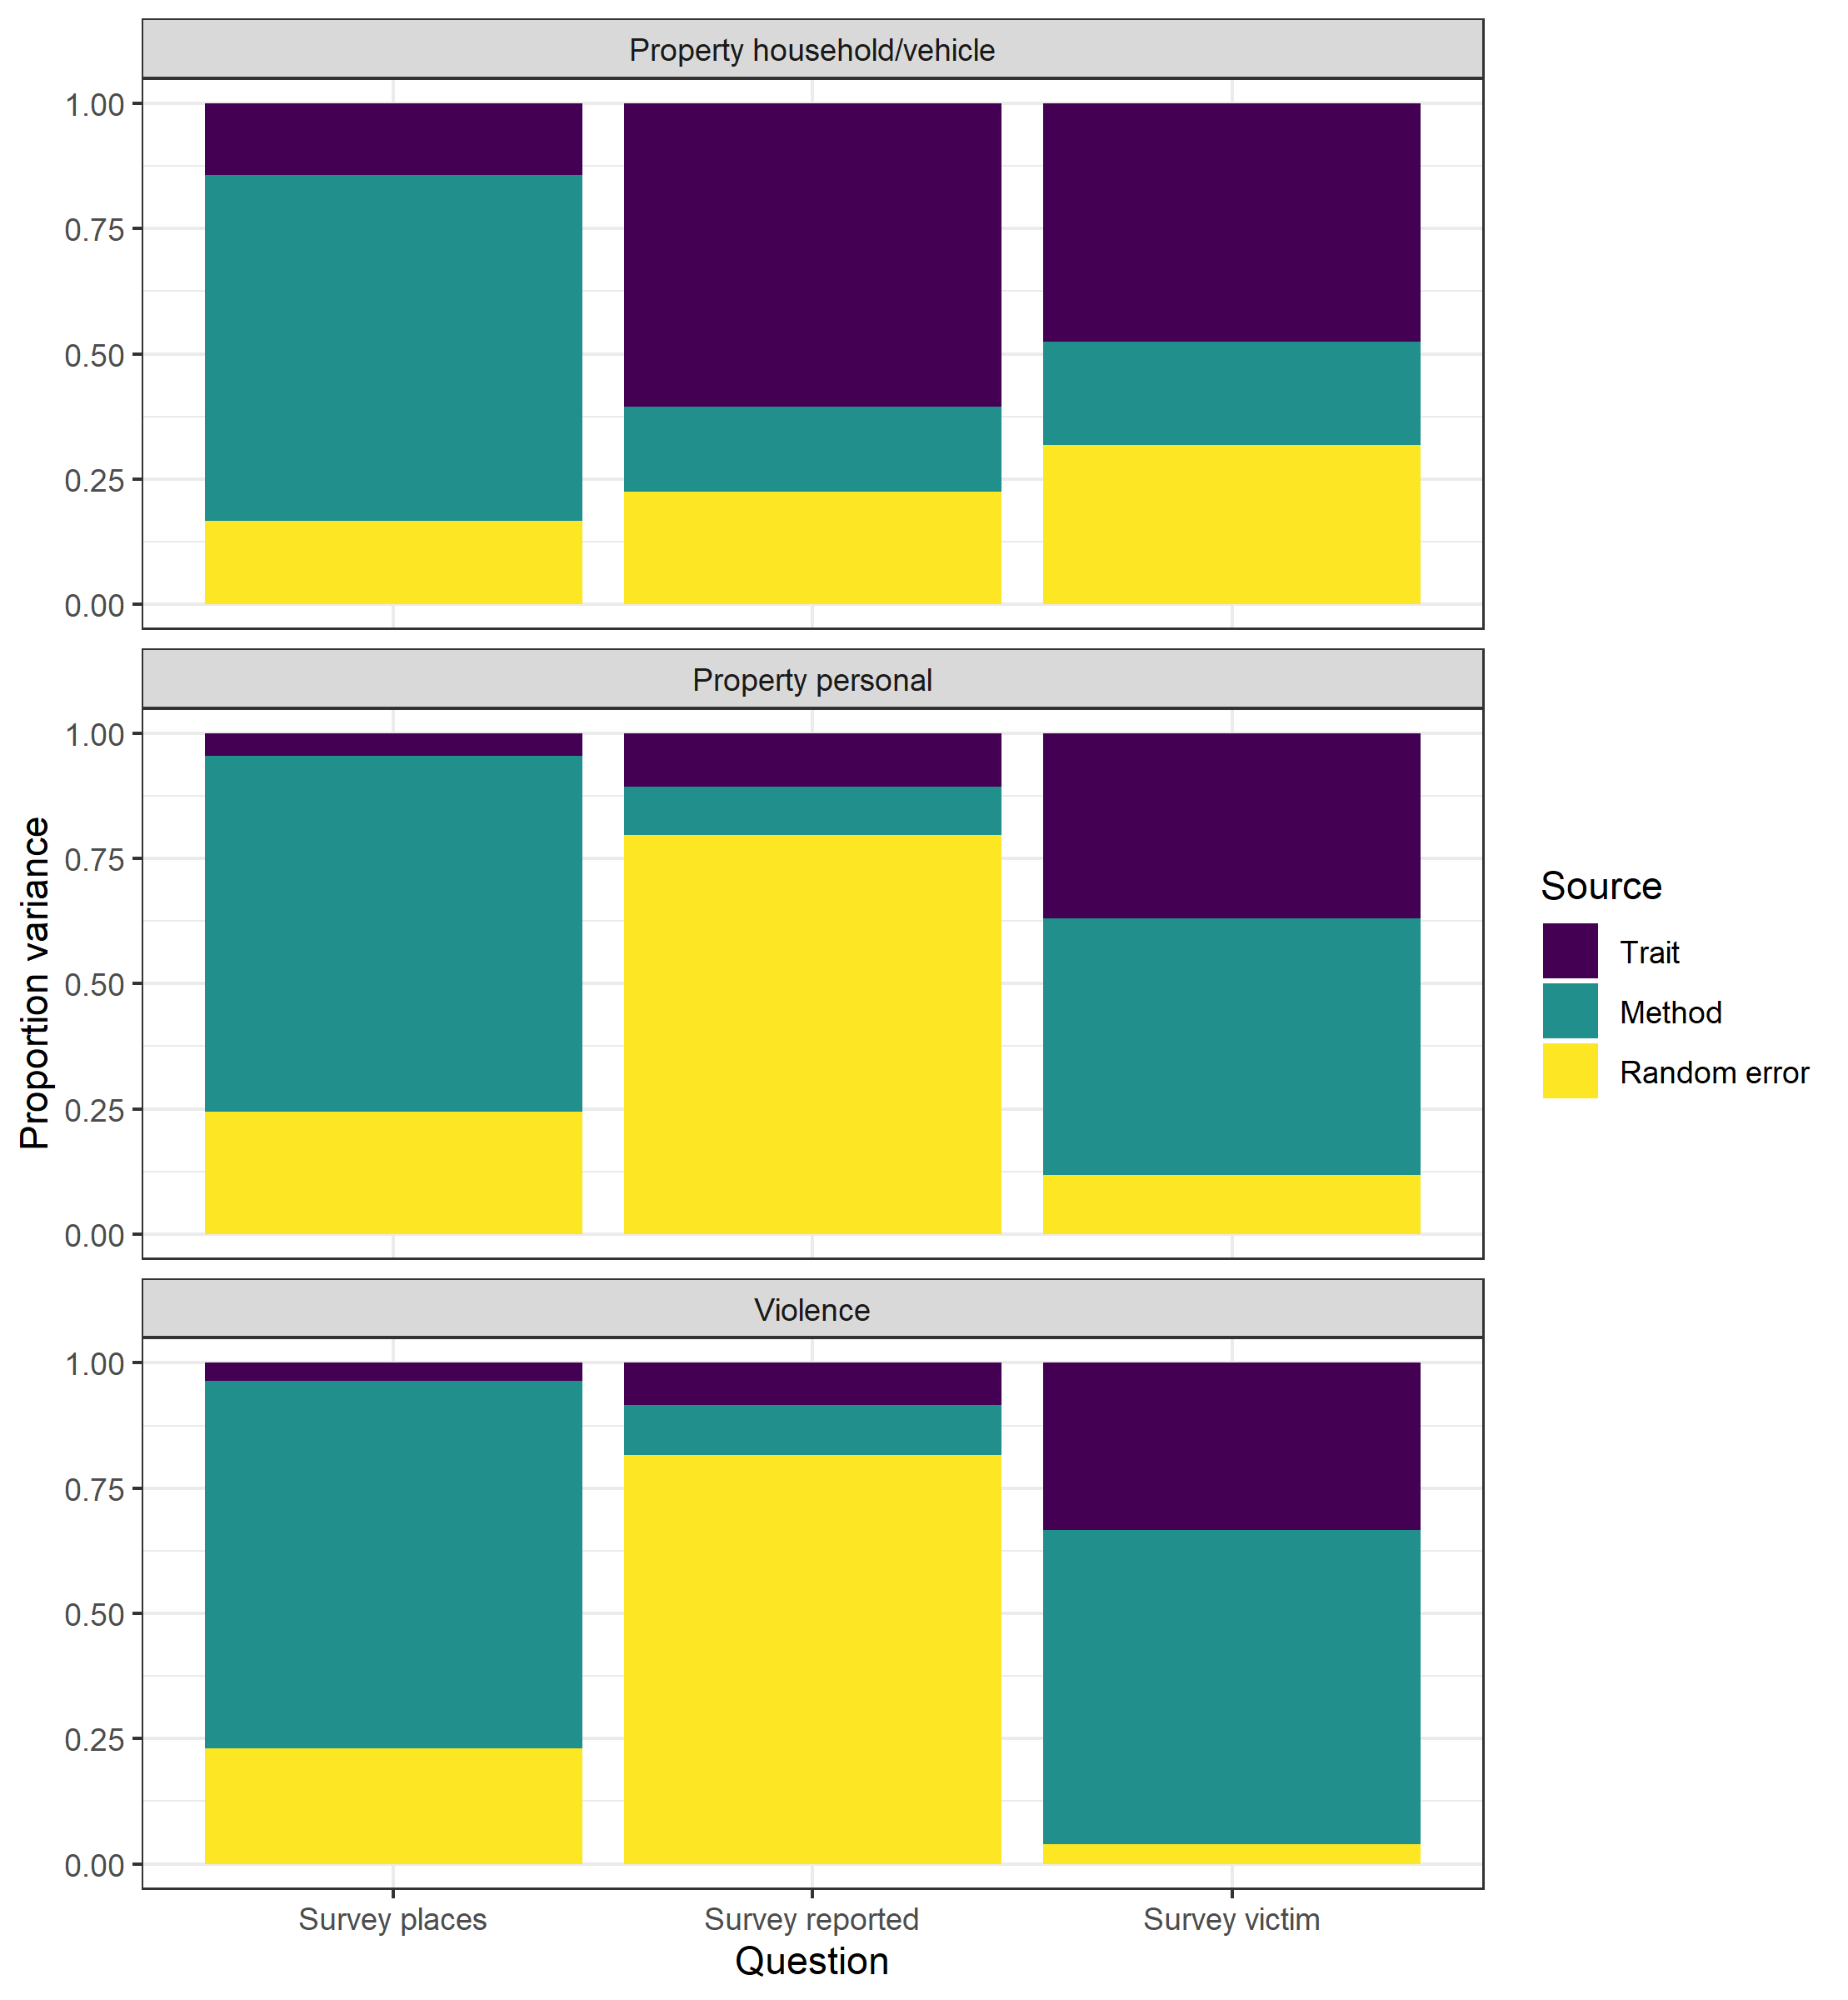 Property household/vehicle
1.00
0.75
0.50
0.25
0.00
Property personal
1.00
0.75
0.50
0.25
0.00
Violence
1.00
0.75
0.50
0.25
0.00
Survey places
Survey reported
Survey victim
Question
Proportion variance
Source
Trait
Method
Random error